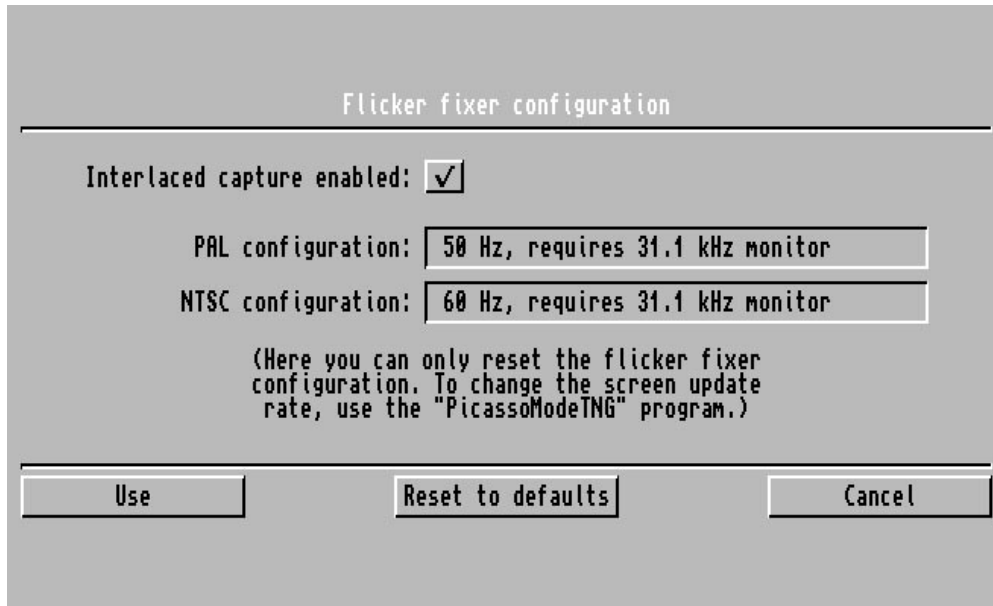 Flicker fixer configuration
Interlaced capture enabled: √
PAL configuration: 50 Hz, requires 31.1 kHz monitor
NTSC configuration: 60 Hz, requires 31.1 kHz monitor
(Here you can only reset the flicker fixer
configuration. To change the screen update
rate, use the "PicassoModeTNG" program.)
Use Reset to defaults Cancel